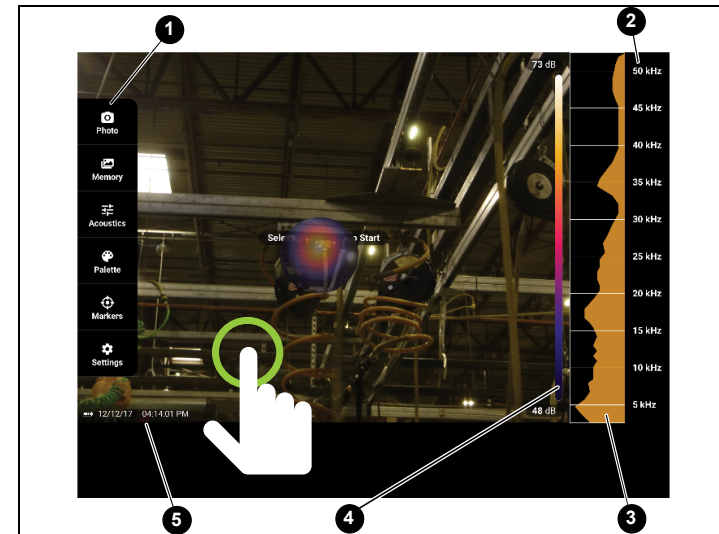 1
2
73 dB
50 kHz
Photo
45 kHz
40 kHz
Memory
35 kHz
Acoustics
30 kHz
Sele
o Start
25 kHz
Palette
20 kHz
Markers
15 kHz
10 kHz
Settings
5 kHz
12/12/17 04:14:01 PM
48 dB
5
4
3